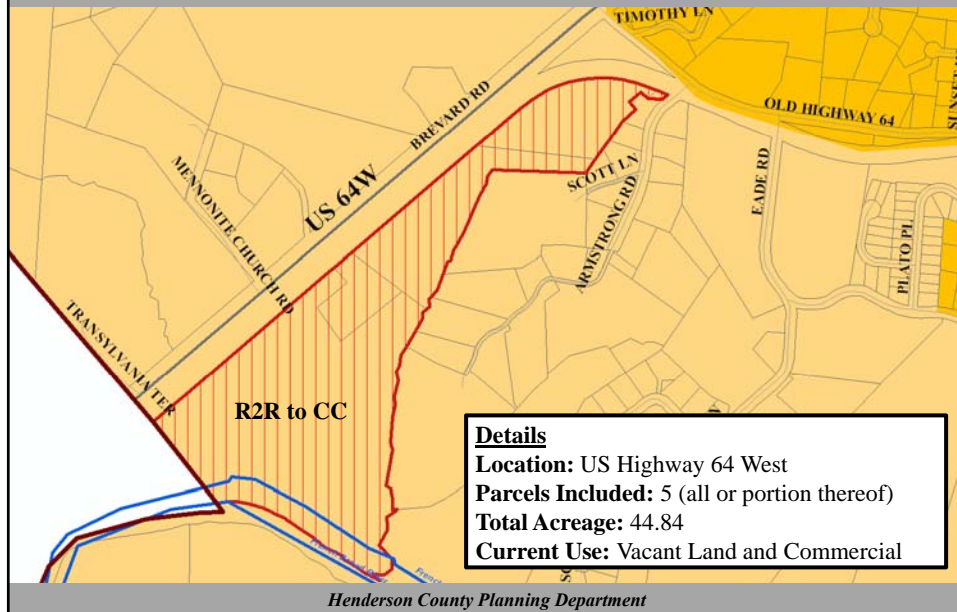 TIMOTHY LN
SUNSET
BREVARD RD
OLD HIGHWAY 64
MENNONITE CHURCH RD
US 64W
SCOTT LN
EADE RD
ARMSTRONG RD
PLATO PL
TRANSYLVANIA TER
R2R to CC
Details
Location: US Highway 64 West
Parcels Included: 5 (all or portion thereof)
Total Acreage: 44.84
Current Use: Vacant Land and Commercial
Henderson County Planning Department